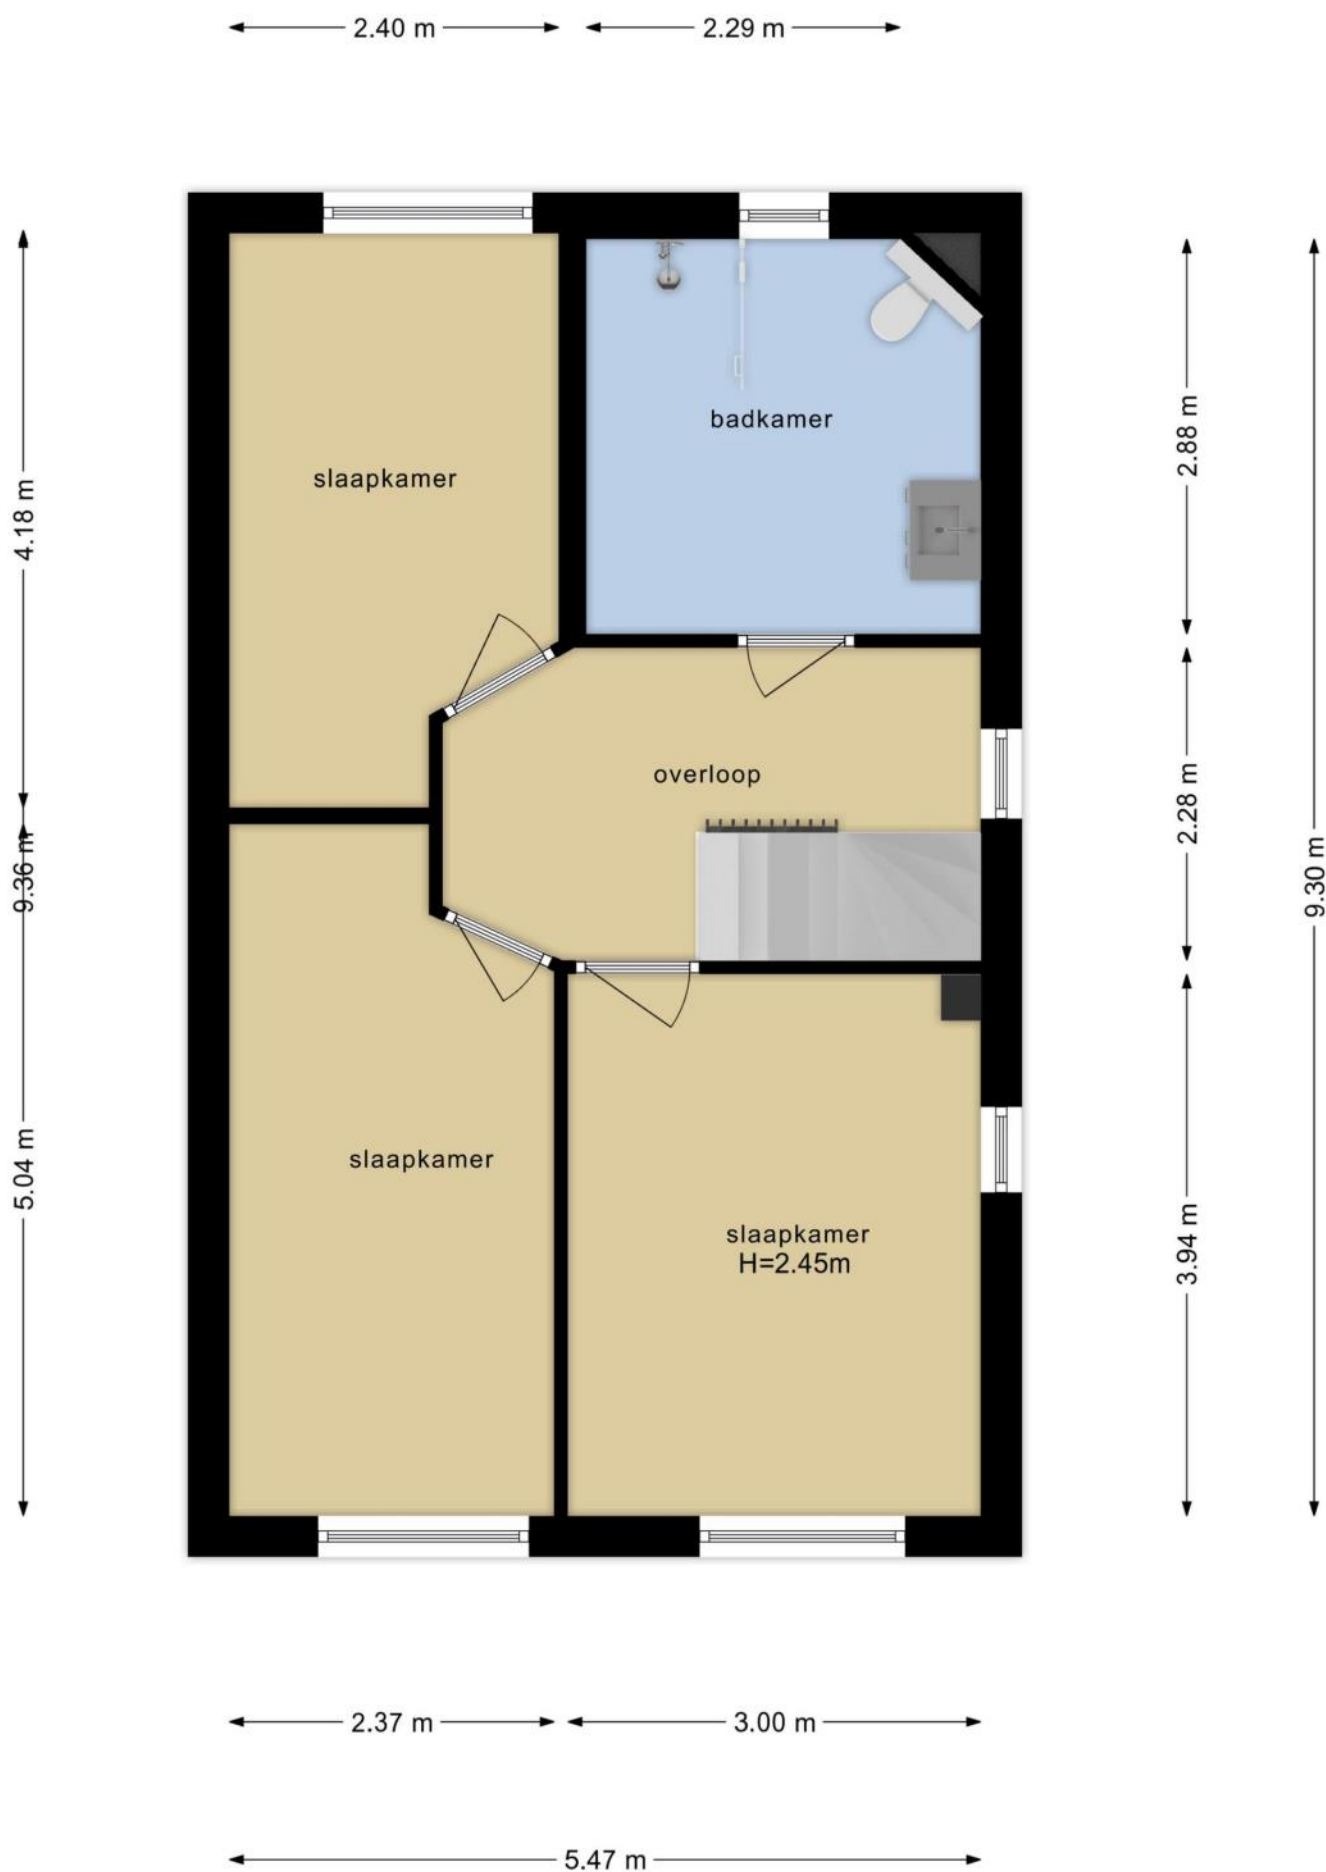 2.40 m
2.29 m
slaapkamer
badkamer
4.18 m
2.88 m
overloop
2.28 m
9.36 m
9.30 m
slaapkamer
5.04 m
slaapkamer
H=2.45m
3.94 m
2.37 m
3.00 m
5.47 m